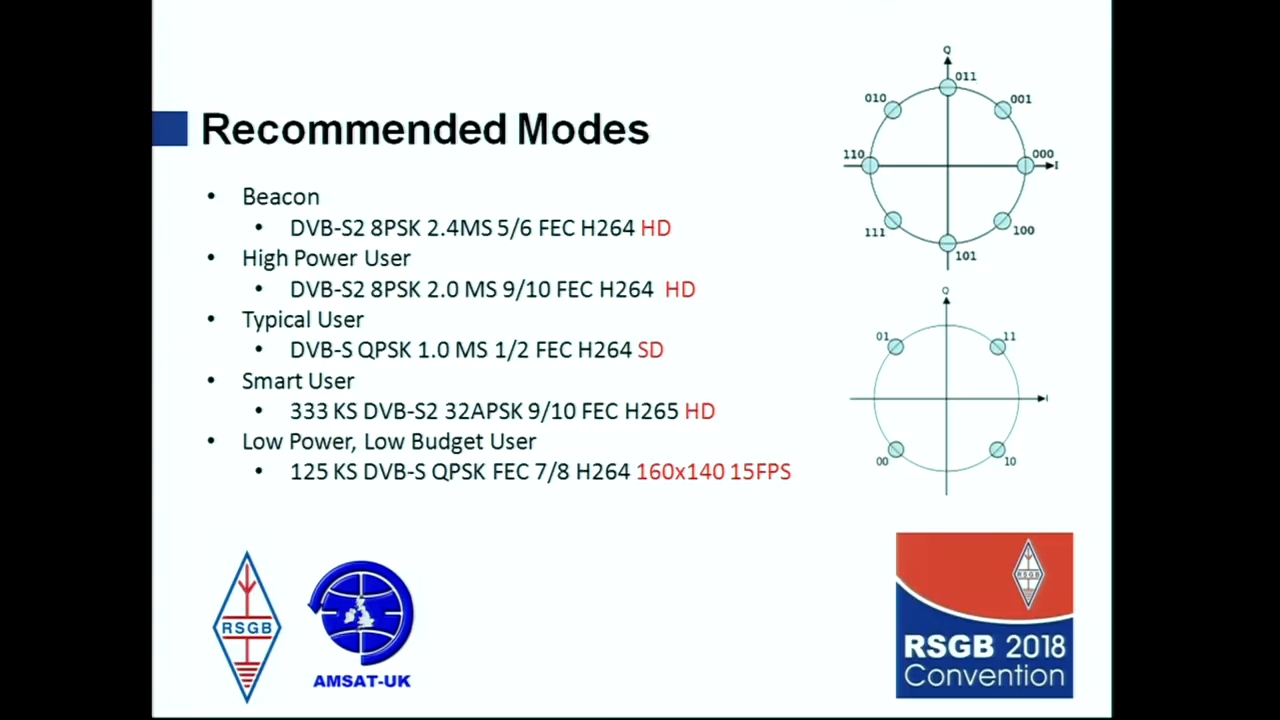 Recommended Modes
• Beacon
• DVB-S2 8PSK 2.4MS 5/6 FEC H264 HD
• High Power User
• DVB-S2 8PSK 2.0 MS 9/10 FEC H264 HD
• Typical User
• DVB-S QPSK 1.0 MS 1/2 FEC H264 SD
• Smart User
• 333 KS DVB-S2 32APSK 9/10 FEC H265 HD
• Low Power, Low Budget User
• 125 KS DVB-S QPSK FEC 7/8 H264 160x140 15FPS
Q
011
010
001
110
000
I
111
100
101
Q
01
11
I
00
10
RSGB
AMSAT-UK
RSGB
RSGB 2018
Convention